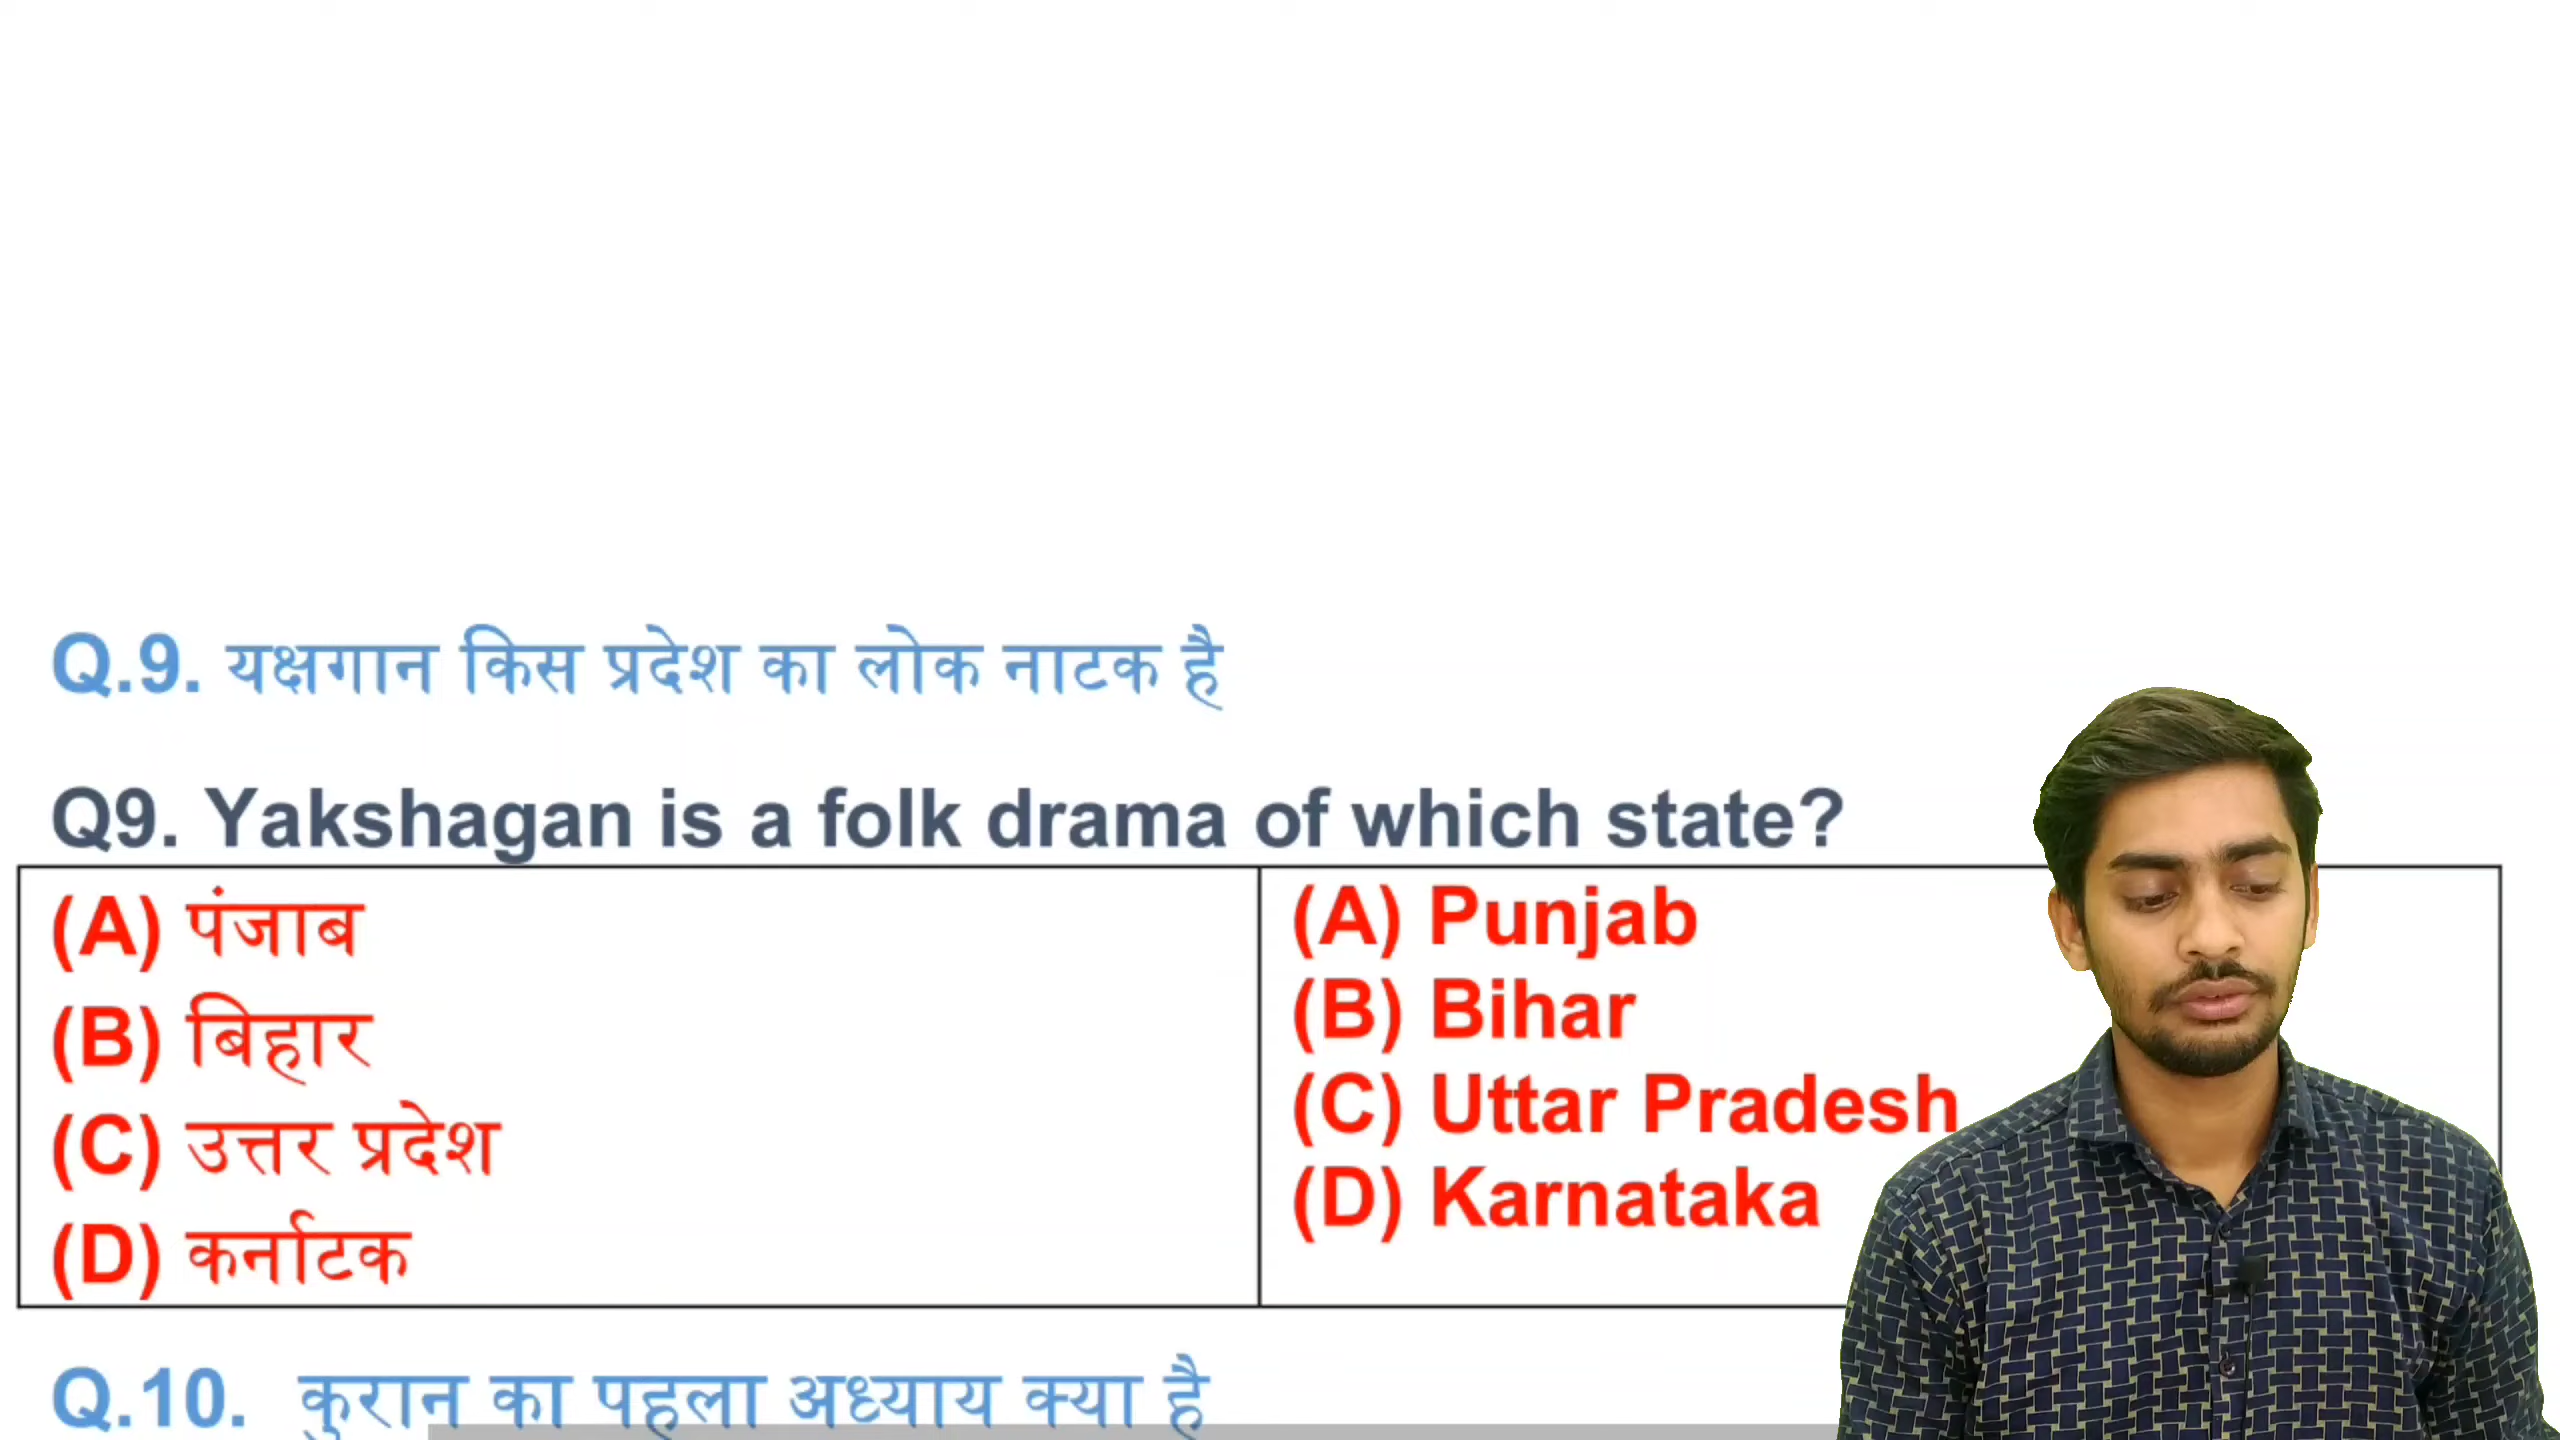 Q.9. यक्षगान किस प्रदेश का लोक नाटक है
Q9. Yakshagan is a folk drama of which state?
(A) पंजाब
(B) बिहार
(C) उत्तर प्रदेश
(D) कर्नाटक
(A) Punjab
(B) Bihar
(C) Uttar Pradesh
(D) Karnataka
Q.10. कुरान का पहला अध्याय क्या है